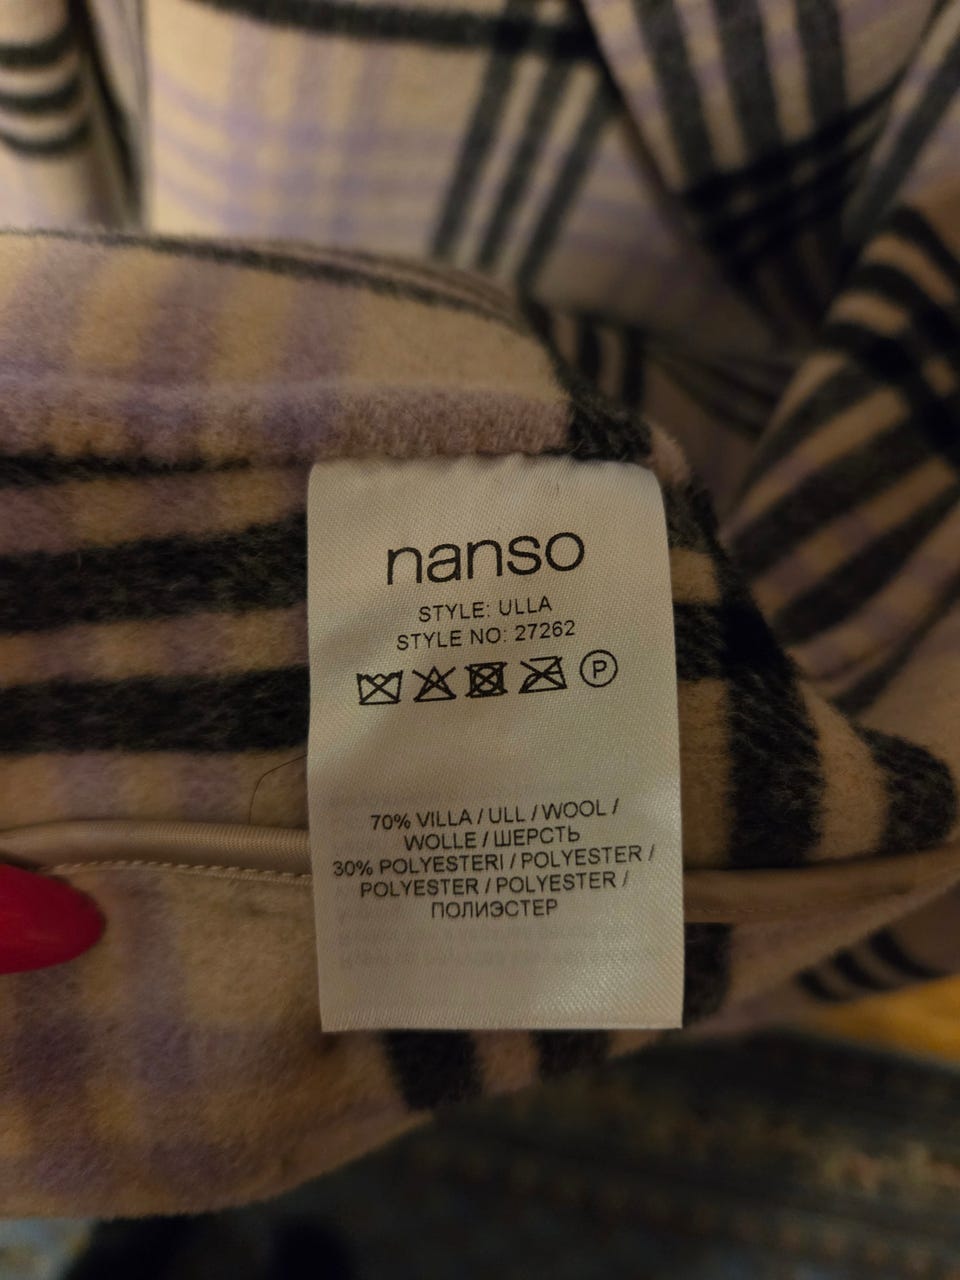 nanso
STYLE: ULLA
STYLE NO: 27262
P
70% VILLA / ULL / WOOL /
WOLLE / ШЕРСТЬ
30% POLYESTERI / POLYESTER /
POLYESTER / POLYESTER /
ПОЛИЭСТЕР